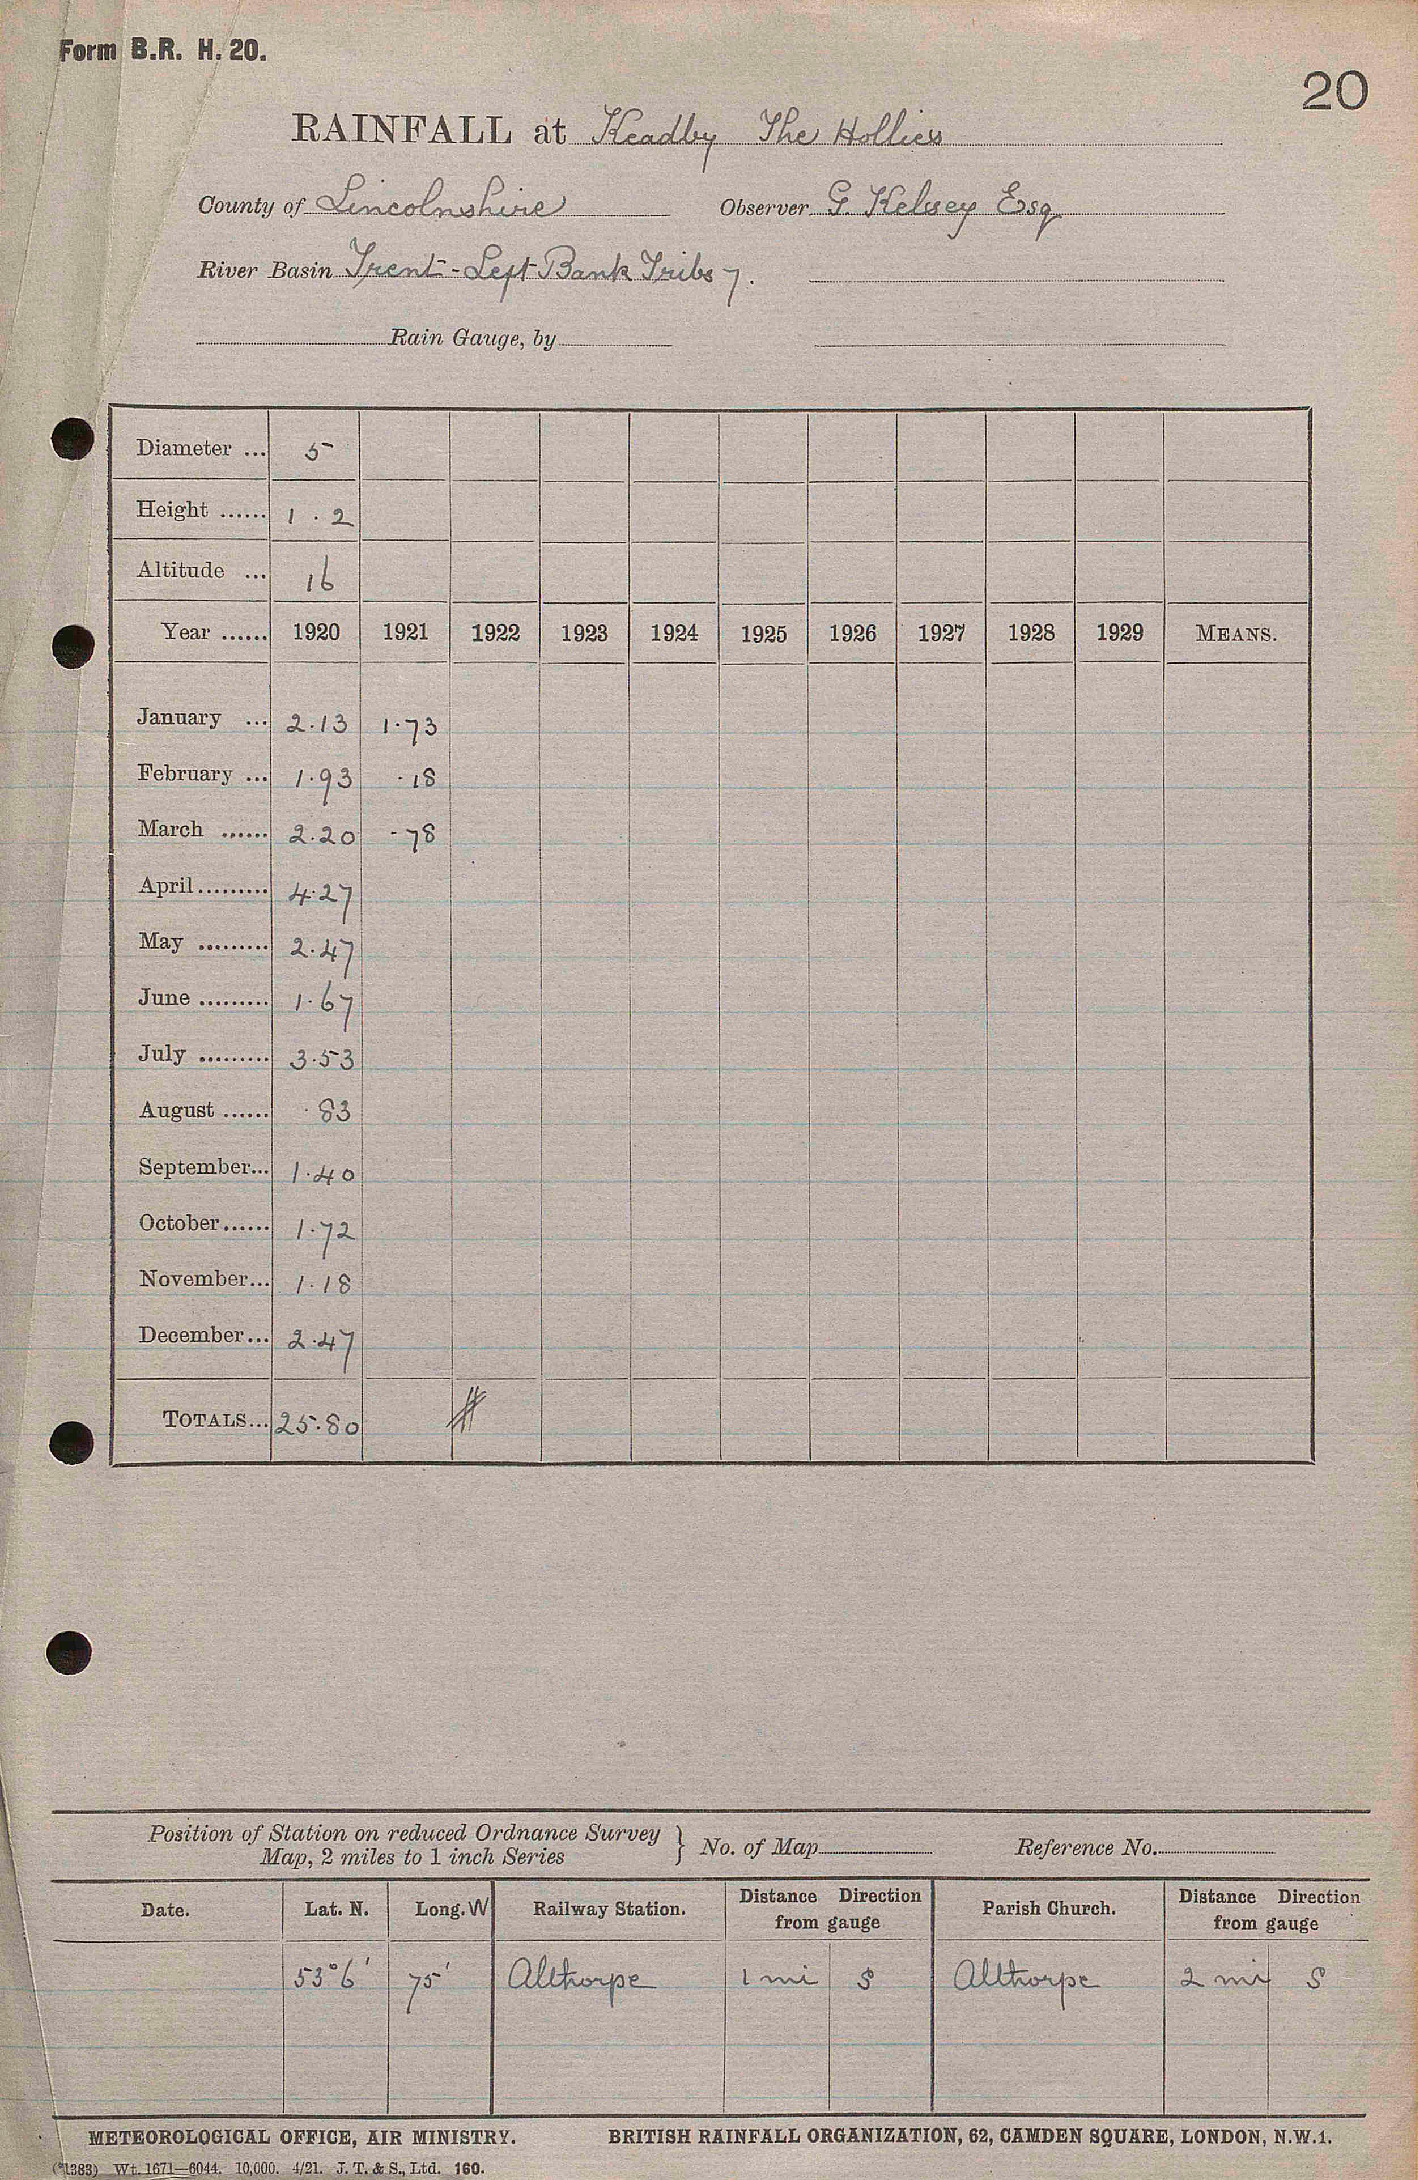 Form B.R. H. 20.
20
RAINFALL at Keadby The Hollies
County of Lincolnshire Observer G. Kelsey Esq
River Basin Trent - Left Bank Tribs 7.
Rain Gauge, by
Diameter ... 5
Height ...... 1 . 2
Altitude ... 16
Year ...... 1920 1921 1922 1923 1924 1925 1926 1927 1928 1929 MEANS.
January ... 2.13 1.73
February ... 1.93 .18
March ...... 2.20 .78
April......... 4.27
May ......... 2.47
June ......... 1.67
July ......... 3.53
August ...... .83
September... 1.40
October...... 1.72
November... 1.18
December... 2.47
TOTALS... 25.80
Position of Station on reduced Ordnance Survey
Map, 2 miles to 1 inch Series } No. of Map Reference No.
Date. Lat. N. Long. W Railway Station. Distance Direction from gauge Parish Church. Distance Direction from gauge
53°6' 75' Althorpe 1 mi S Althorpe 2 mi S
METEOROLOGICAL OFFICE, AIR MINISTRY. BRITISH RAINFALL ORGANIZATION, 62, CAMDEN SQUARE, LONDON, N.W.1.
(*1383) Wt. 1671—6044. 10,000. 4/21. J. T. & S., Ltd. 160.